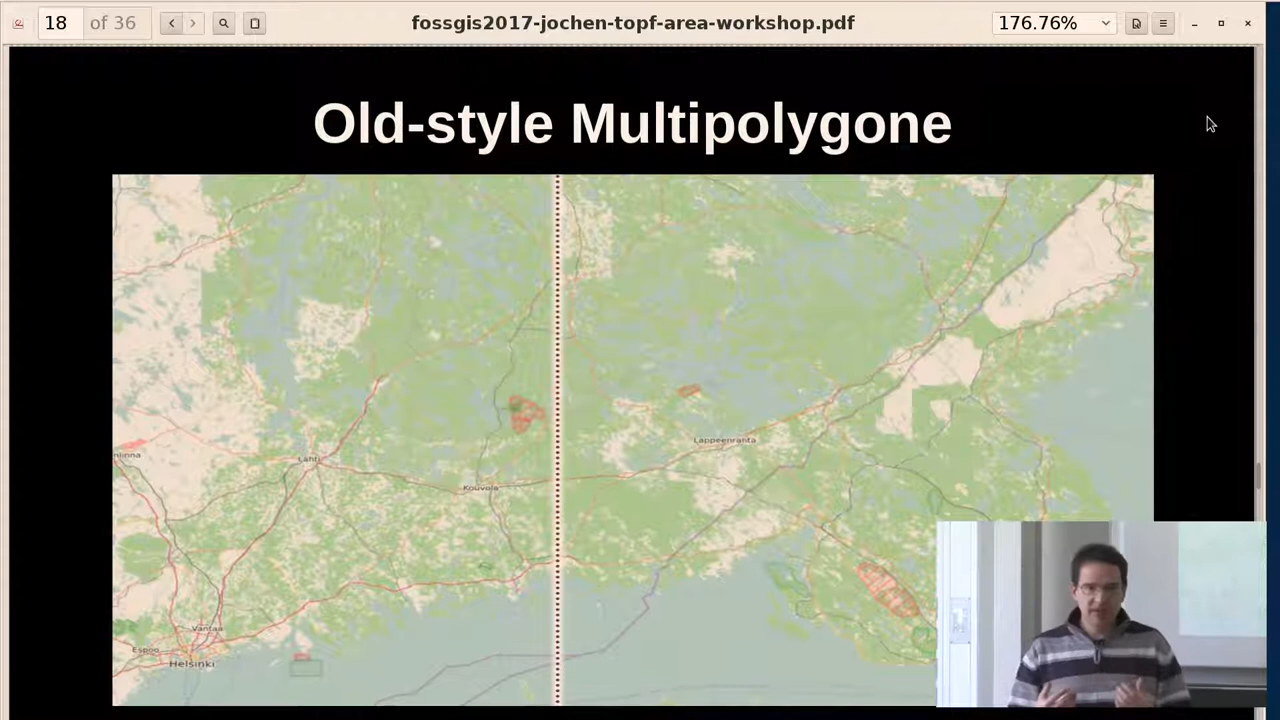 18 of 36
fossgis2017-jochen-topf-area-workshop.pdf
176.76%
Old-style Multipolygone
Lappeenranta
nlinna
Lahti
Kouvola
Vantaa
Espoo
Helsinki